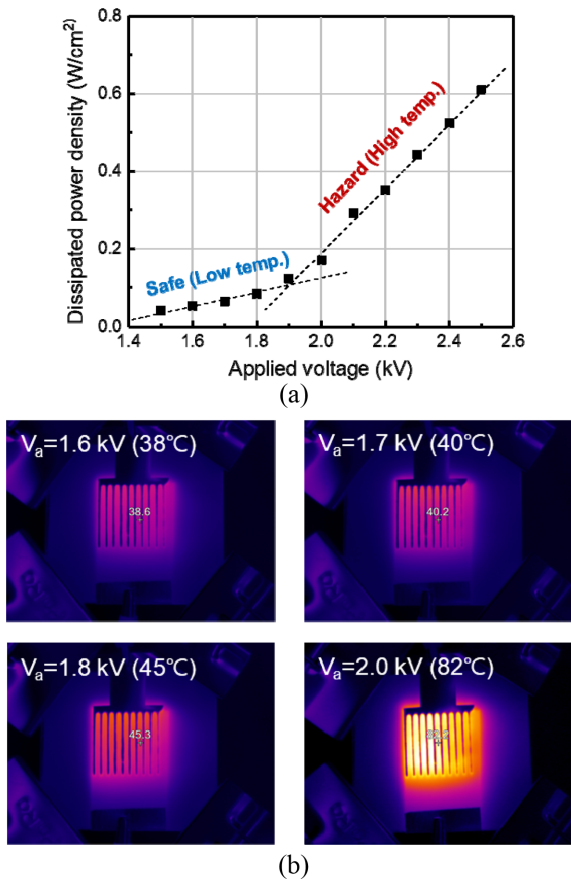 (a)
0.8
0.6
0.4
0.2
0.0
Dissipated power density (W/cm²)
Safe (Low temp.)
Hazard (High temp.)
1.4 1.6 1.8 2.0 2.2 2.4 2.6
Applied voltage (kV)
(a)
Vₐ=1.6 kV (38℃)
38.6
Vₐ=1.7 kV (40℃)
40.2
Vₐ=1.8 kV (45℃)
45.3
Vₐ=2.0 kV (82℃)
(b)